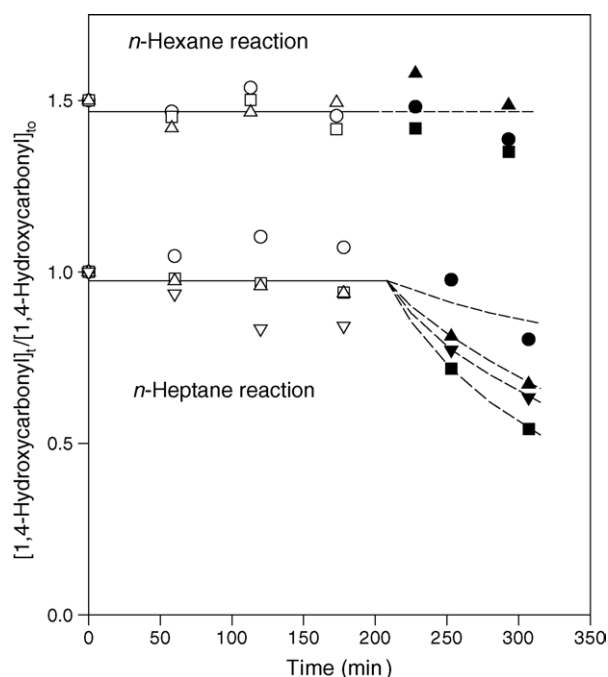 n-Hexane reaction
1.5
1.0
n-Heptane reaction
0.5
0.0
0 50 100 150 200 250 300 350
Time (min)
[1,4-Hydroxycarbonyl]t/[1,4-Hydroxycarbonyl]to